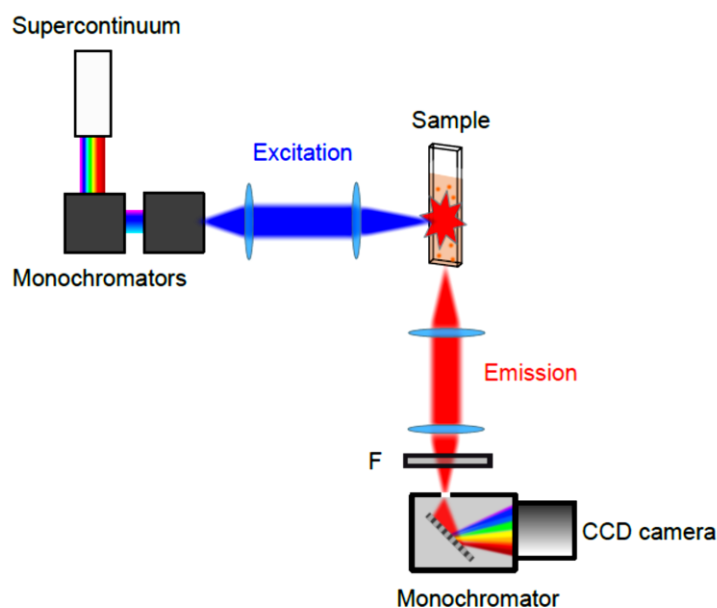 Supercontinuum
Sample
Excitation
Monochromators
Emission
F
CCD camera
Monochromator